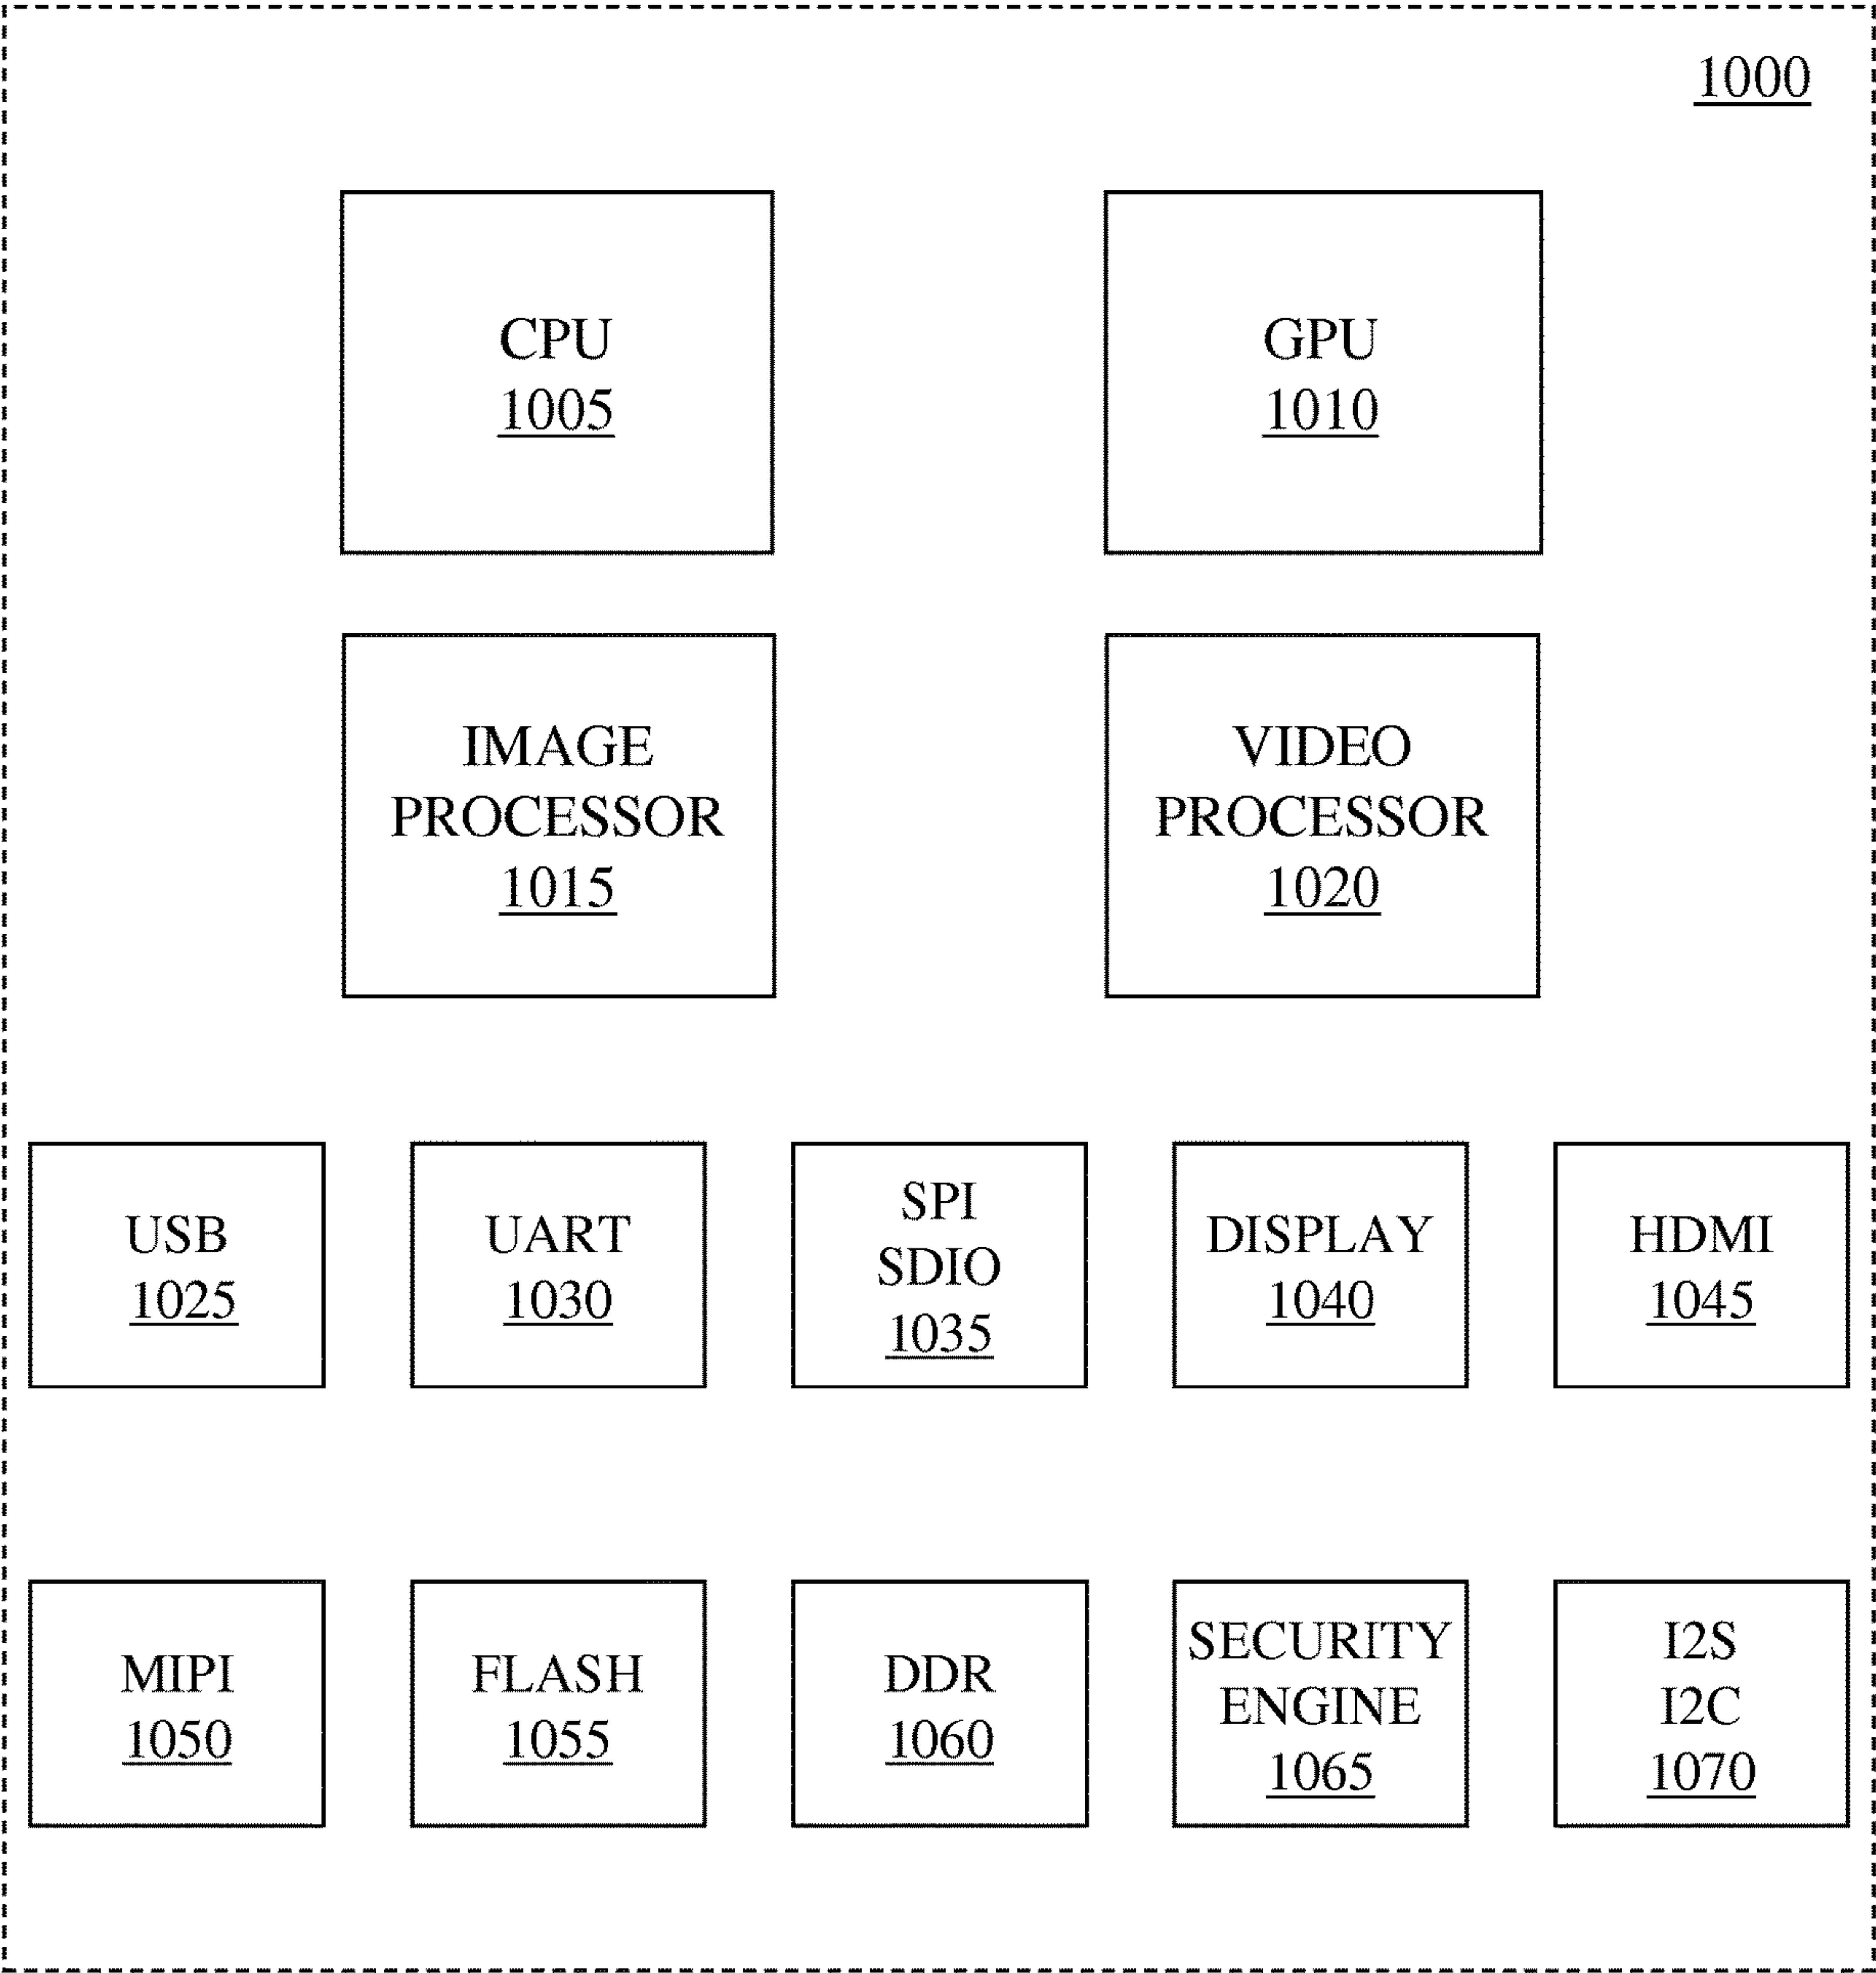 1000
CPU
1005
GPU
1010
IMAGE
PROCESSOR
1015
VIDEO
PROCESSOR
1020
USB
1025
UART
1030
SPI
SDIO
1035
DISPLAY
1040
HDMI
1045
MIPI
1050
FLASH
1055
DDR
1060
SECURITY
ENGINE
1065
I2S
I2C
1070